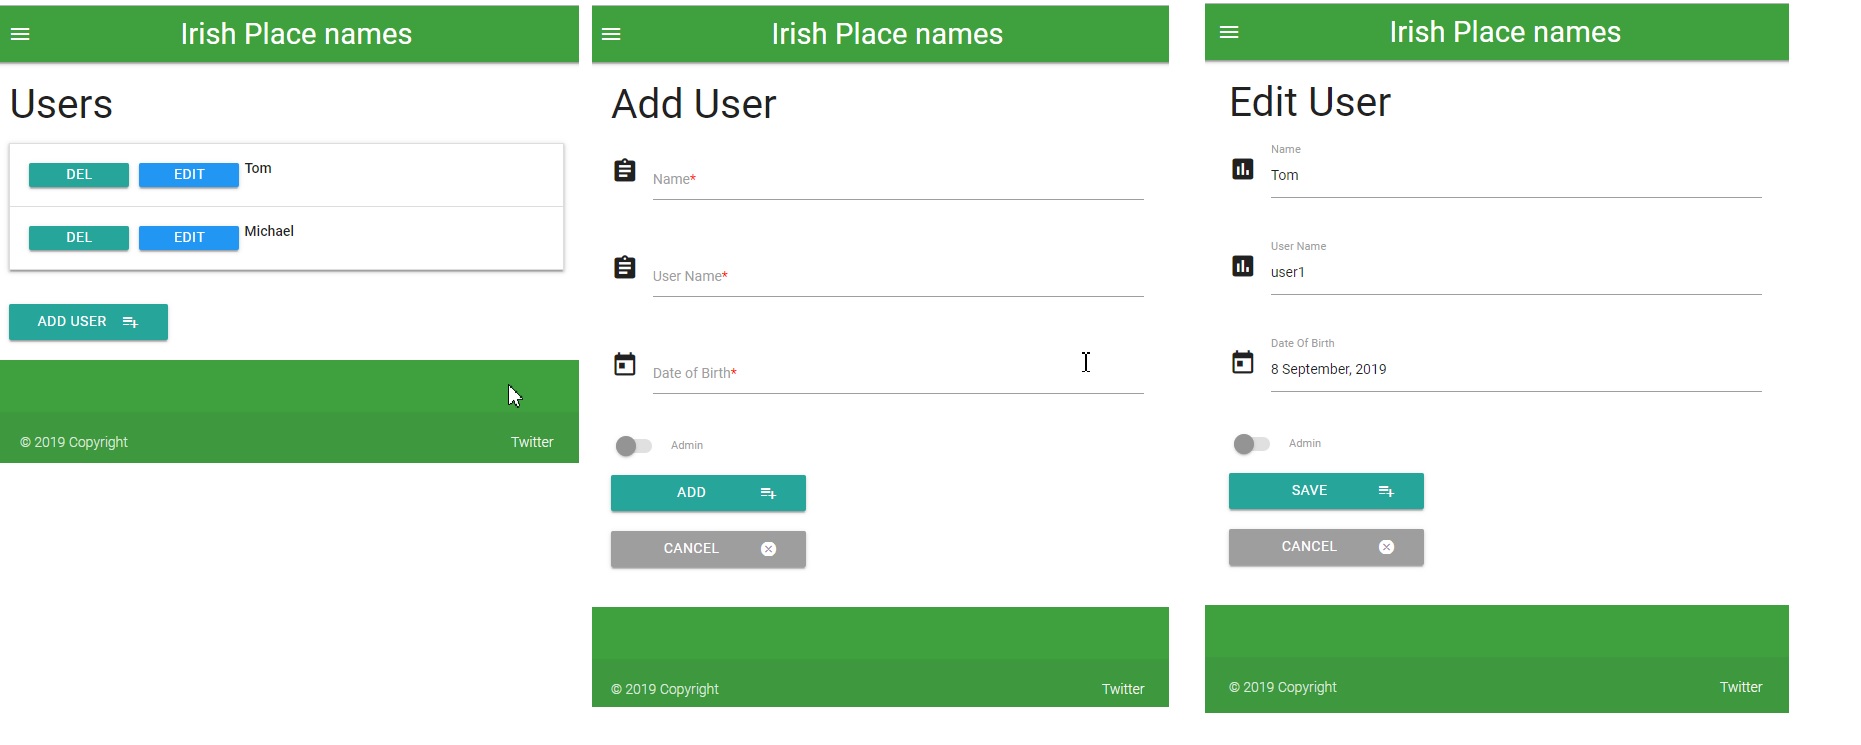 Irish Place names
Users
DEL EDIT Tom
DEL EDIT Michael
ADD USER
© 2019 Copyright Twitter
Irish Place names
Add User
Name*
User Name*
Date of Birth*
Admin
ADD
CANCEL
© 2019 Copyright Twitter
Irish Place names
Edit User
Name
Tom
User Name
user1
Date Of Birth
8 September, 2019
Admin
SAVE
CANCEL
© 2019 Copyright Twitter